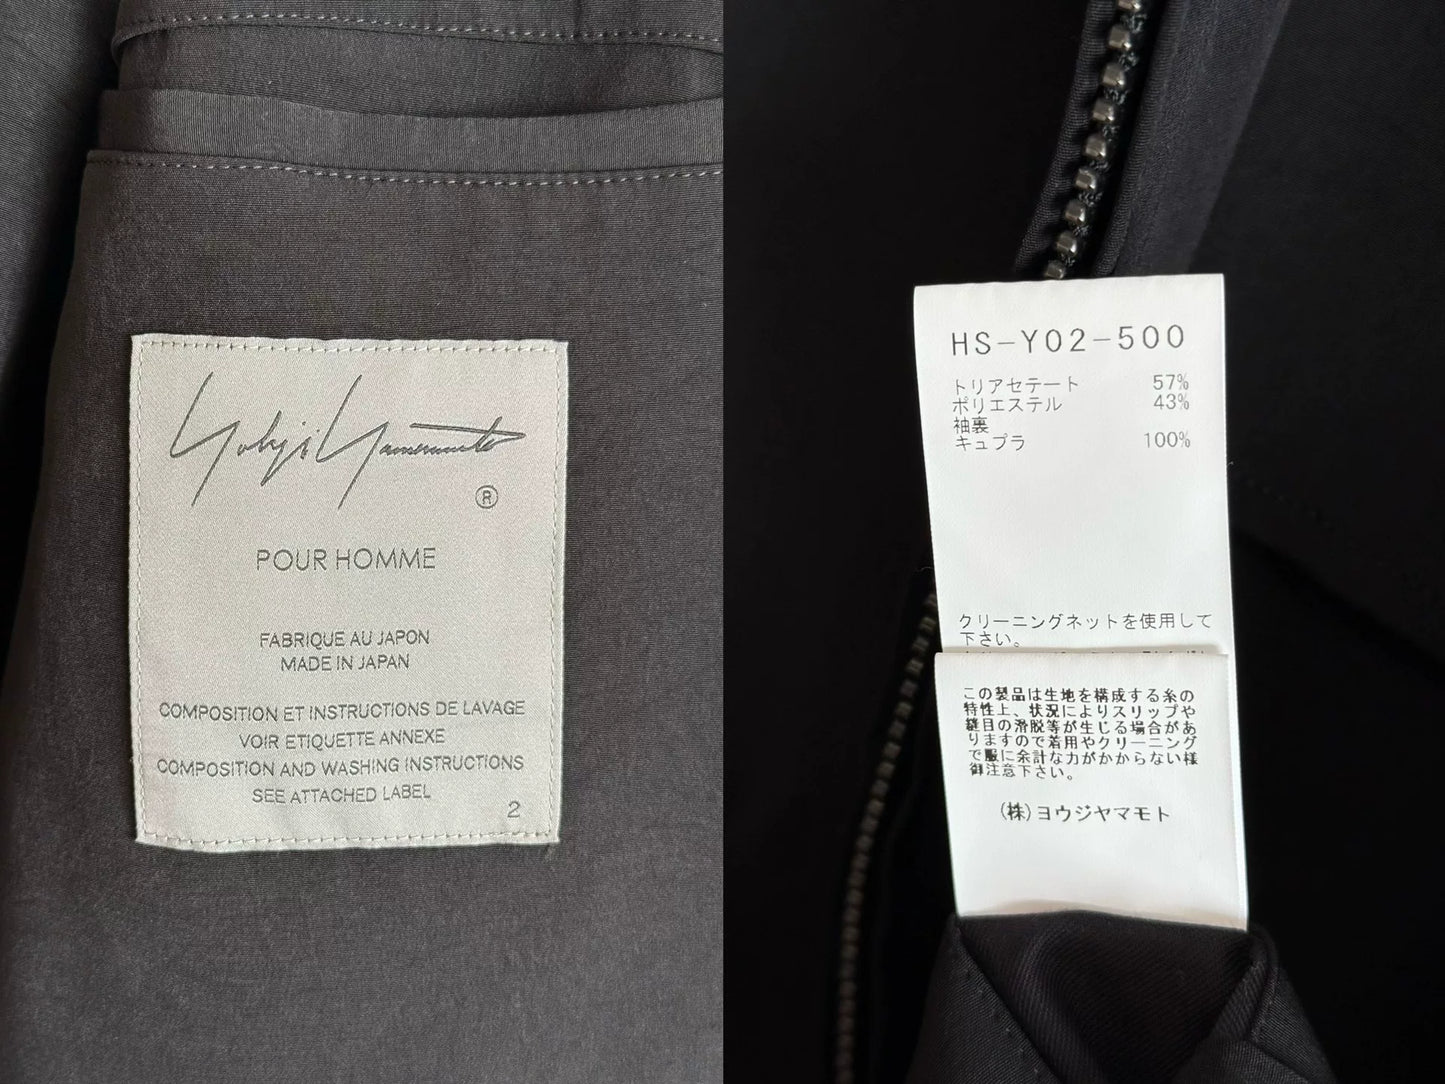 Yohji Yamamoto
®
POUR HOMME
FABRIQUE AU JAPON
MADE IN JAPAN
COMPOSITION ET INSTRUCTIONS DE LAVAGE
VOIR ETIQUETTE ANNEXE
COMPOSITION AND WASHING INSTRUCTIONS
SEE ATTACHED LABEL
2
HS-Y02-500
トリアセテート 57%
ポリエステル 43%
袖裏
キュプラ 100%
クリーニングネットを使用して
下さい。
この製品は生地を構成する糸の
特性上、状況によりスリップや
縫目の滑脱等が生じる場合があ
りますので着用やクリーニング
で服に余計な力がかからない様
御注意下さい。
(株)ヨウジヤマモト